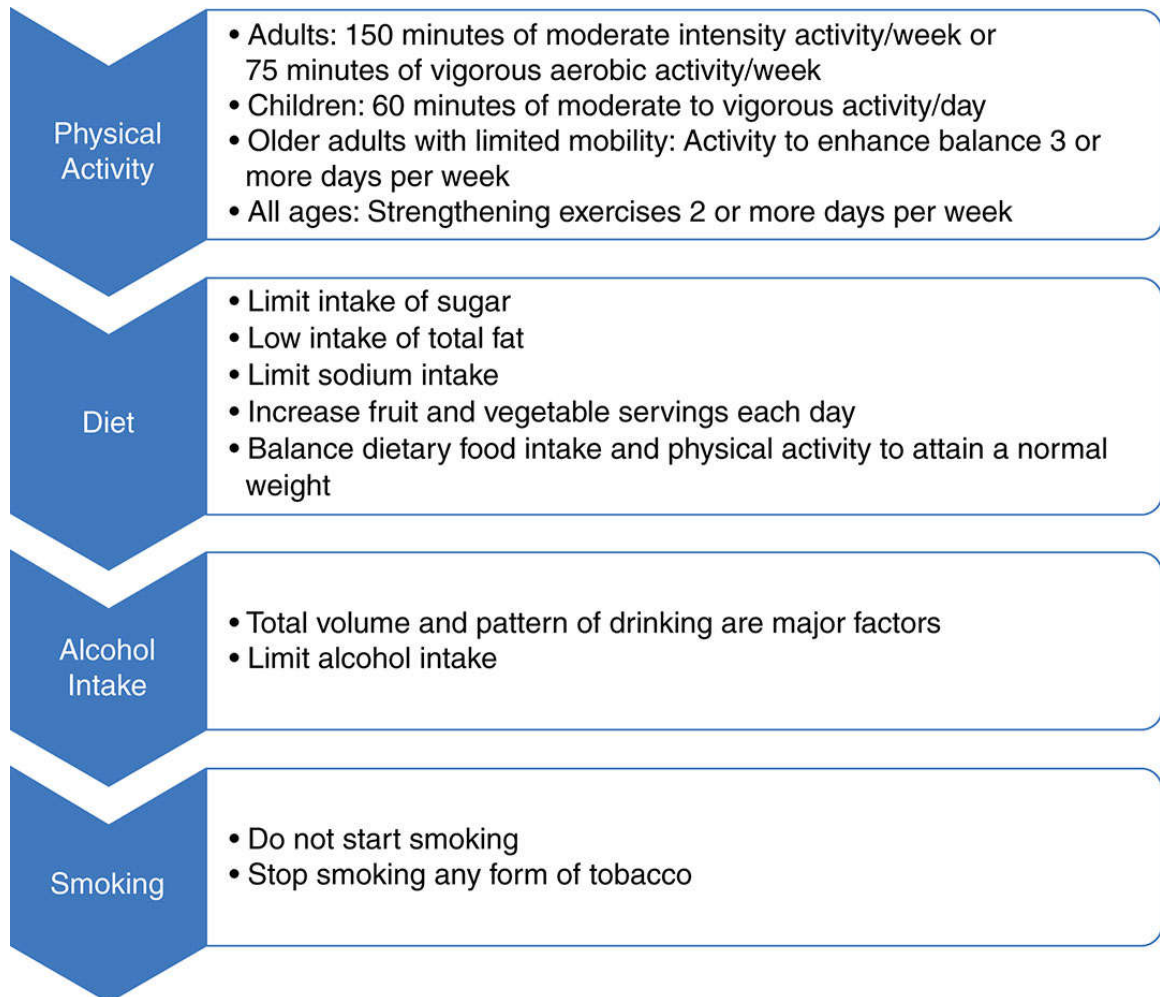 Physical
Activity
• Adults: 150 minutes of moderate intensity activity/week or
75 minutes of vigorous aerobic activity/week
• Children: 60 minutes of moderate to vigorous activity/day
• Older adults with limited mobility: Activity to enhance balance 3 or
more days per week
• All ages: Strengthening exercises 2 or more days per week
Diet
• Limit intake of sugar
• Low intake of total fat
• Limit sodium intake
• Increase fruit and vegetable servings each day
• Balance dietary food intake and physical activity to attain a normal
weight
Alcohol
Intake
• Total volume and pattern of drinking are major factors
• Limit alcohol intake
Smoking
• Do not start smoking
• Stop smoking any form of tobacco